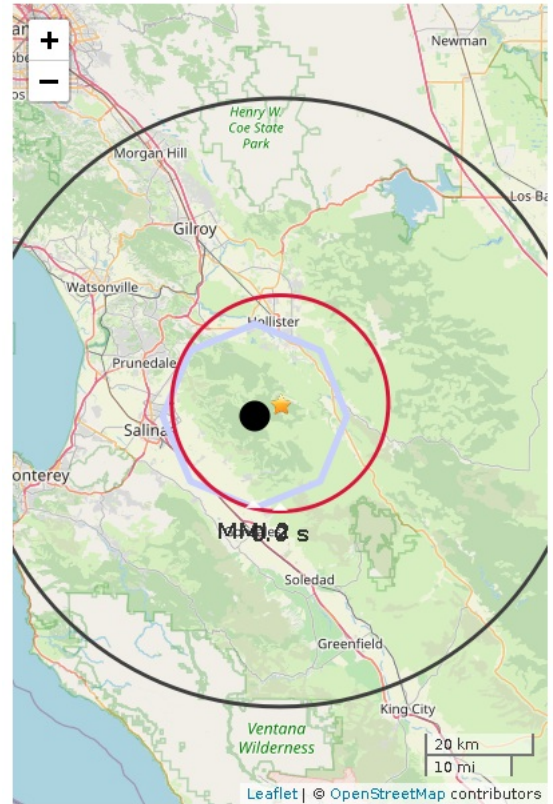 +
−
Newman
Henry W.
Coe State
Park
Morgan Hill
Los Ba
Gilroy
Watsonville
Hollister
Prunedale
Salina
onterey
Soledad
Greenfield
King City
Ventana
Wilderness
20 km
10 mi
Leaflet | © OpenStreetMap contributors